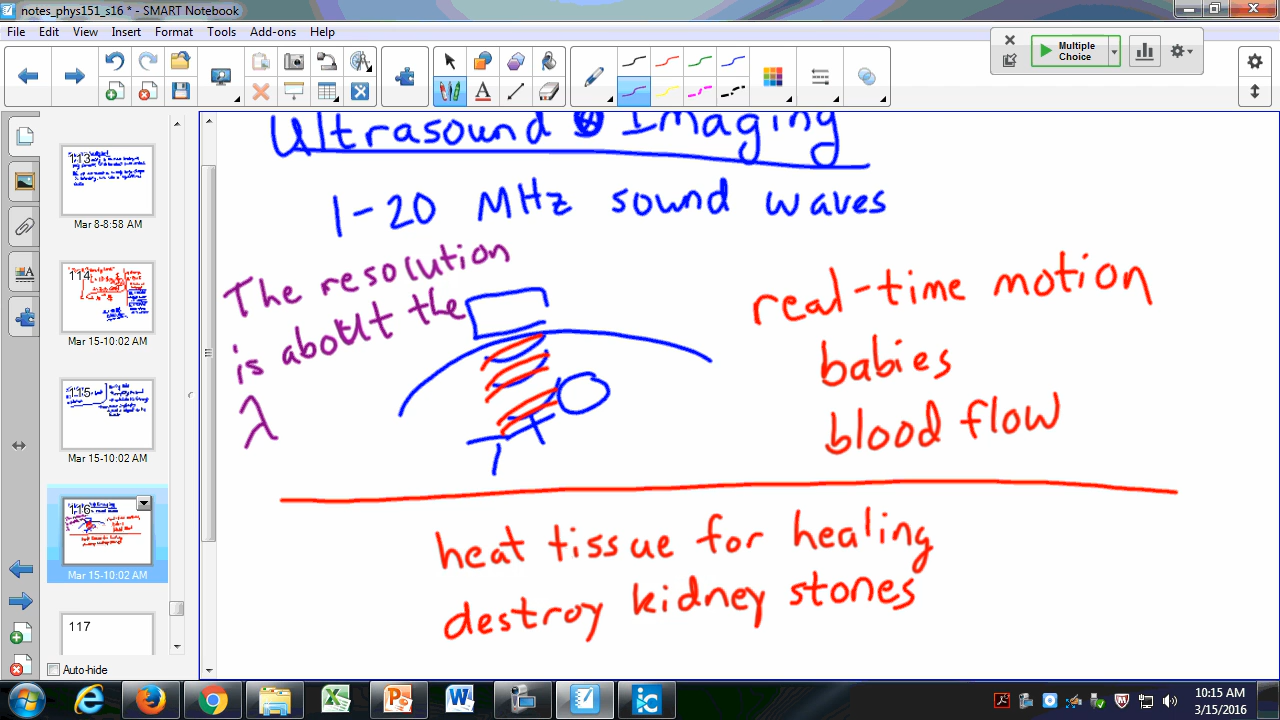 notes_phys151_s16 * - SMART Notebook
File Edit View Insert Format Tools Add-ons Help
Multiple
Choice
113
Mar 8-8:58 AM
114
Mar 15-10:02 AM
115
Mar 15-10:02 AM
116
Mar 15-10:02 AM
117
Auto-hide
Ultrasound Imaging
1-20 MHz sound waves
The resolution
is about the
λ
real-time motion
babies
blood flow
heat tissue for healing
destroy kidney stones
10:15 AM
3/15/2016